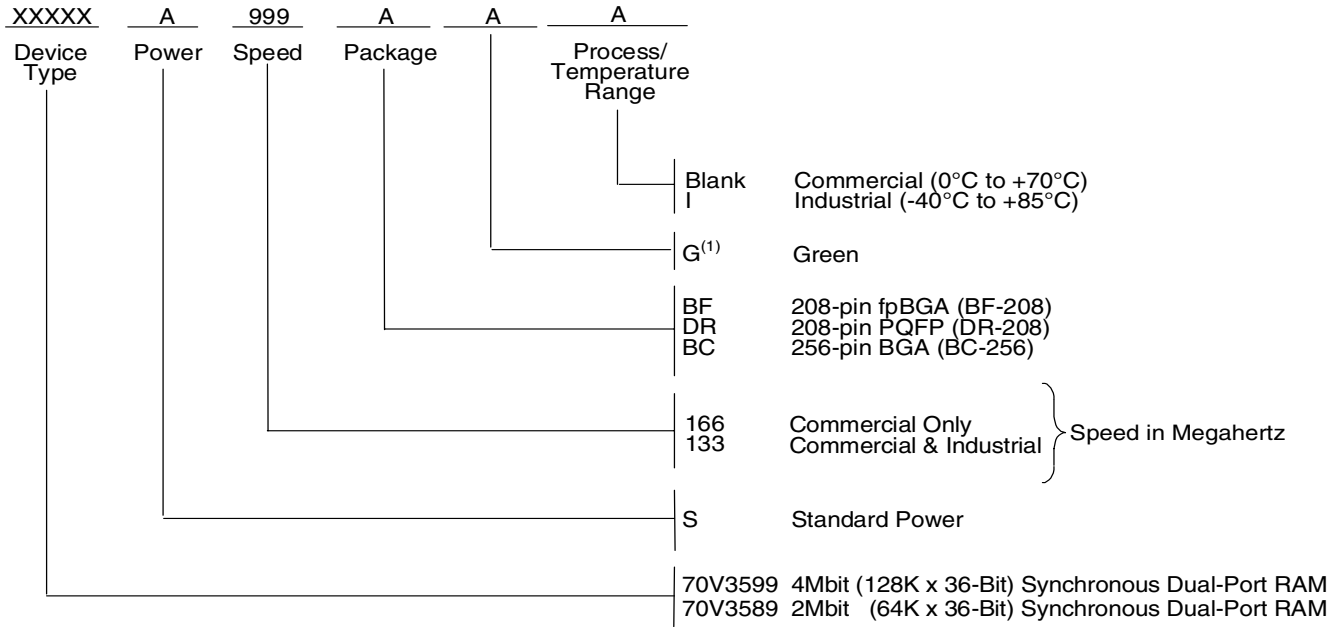 XXXXX A 999 A A A
Device Type Power Speed Package Process/ Temperature Range
Blank Commercial (0°C to +70°C)
I Industrial (-40°C to +85°C)
G(1) Green
BF 208-pin fpBGA (BF-208)
DR 208-pin PQFP (DR-208)
BC 256-pin BGA (BC-256)
166 Commercial Only
133 Commercial & Industrial
Speed in Megahertz
S Standard Power
70V3599 4Mbit (128K x 36-Bit) Synchronous Dual-Port RAM
70V3589 2Mbit (64K x 36-Bit) Synchronous Dual-Port RAM